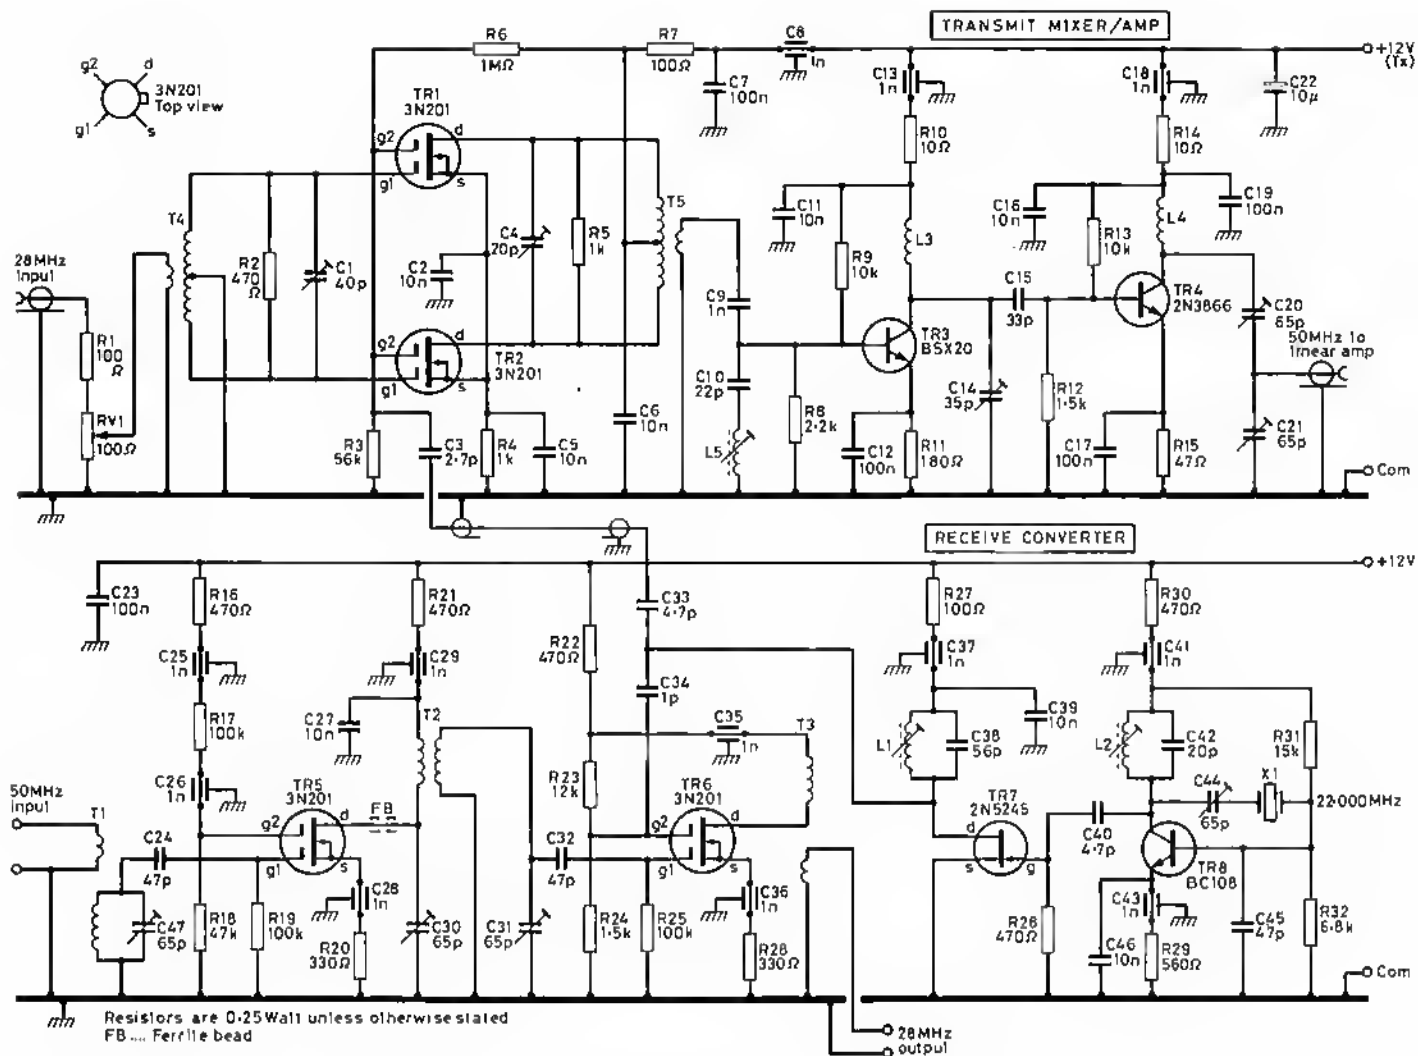 TRANSMIT MIXER/AMP
g2
d
3N201
Top view
g1
s
R6
1MΩ
R7
100Ω
C8
1n
C7
100n
C13
1n
C18
1n
C22
10µ
+12V
(Tx)
TR1
3N201
g2
d
g1
s
R10
10Ω
R14
10Ω
C11
10n
C16
10n
C19
100n
T4
T5
L3
L4
28MHz
Input
R2
470
Ω
C1
40p
C4
20p
R5
1k
C2
10n
R9
10k
R13
10k
C15
33p
C9
1n
TR4
2N3866
C20
65p
R1
100
Ω
g2
d
g1
s
TR2
3N201
TR3
BSX20
50MHz to
linear amp
RV1
100Ω
C10
22p
C14
35p
R12
1·5k
C21
65p
R3
56k
C3
2·7p
R4
1k
C5
10n
C6
10n
L5
R8
2·2k
C12
100n
R11
180Ω
C17
100n
R15
47Ω
Com
RECEIVE CONVERTER
+12V
C23
100n
R16
470Ω
R21
470Ω
C33
4·7p
R27
100Ω
R30
470Ω
C25
1n
C29
1n
R22
470Ω
C37
1n
C41
1n
C34
1p
R17
100k
C27
10n
T2
C35
1n
T3
L1
C38
56p
C39
10n
L2
C42
20p
R31
15k
C26
1n
R23
12k
TR5
3N201
FB
TR6
3N201
TR7
2N5245
C44
65p
X1
22·000MHz
50MHz
input
T1
g2
d
g1
s
g2
d
g1
s
d
s
g
C40
4·7p
C24
47p
C32
47p
TR8
BC108
C28
1n
C36
1n
C43
1n
C47
65p
R18
47k
R19
100k
R20
330Ω
C30
65p
C31
65p
R24
1·5k
R25
100k
R28
330Ω
R26
470Ω
C46
10n
R29
560Ω
C45
47p
R32
6·8k
Com
Resistors are 0·25 Watt unless otherwise stated
FB .... Ferrite bead
28MHz
output